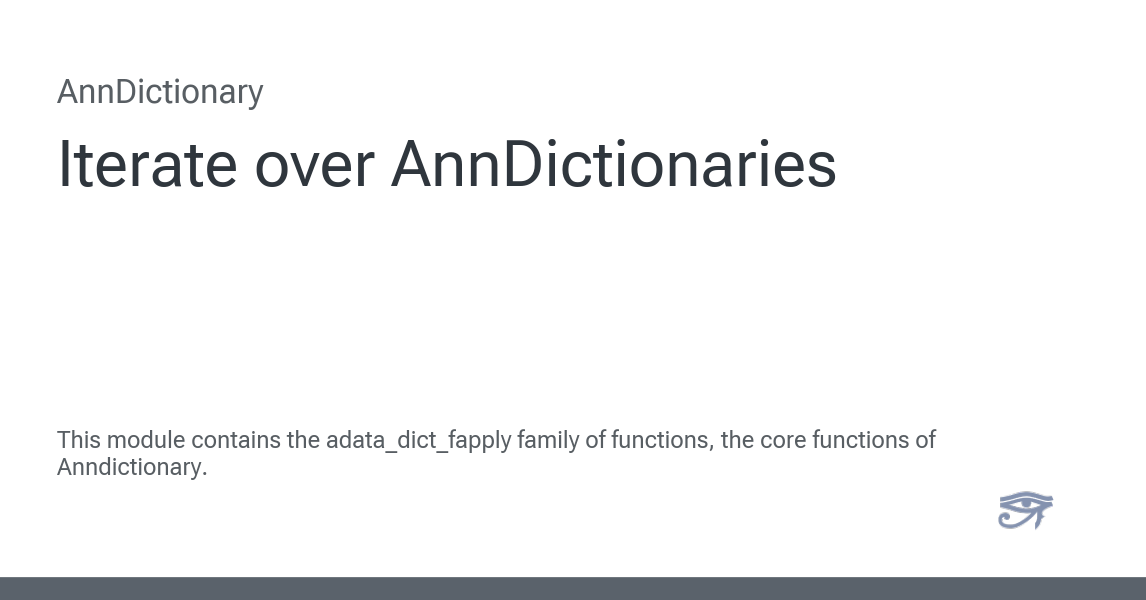 AnnDictionary
Iterate over AnnDictionaries
This module contains the adata_dict_fapply family of functions, the core functions of
Anndictionary.